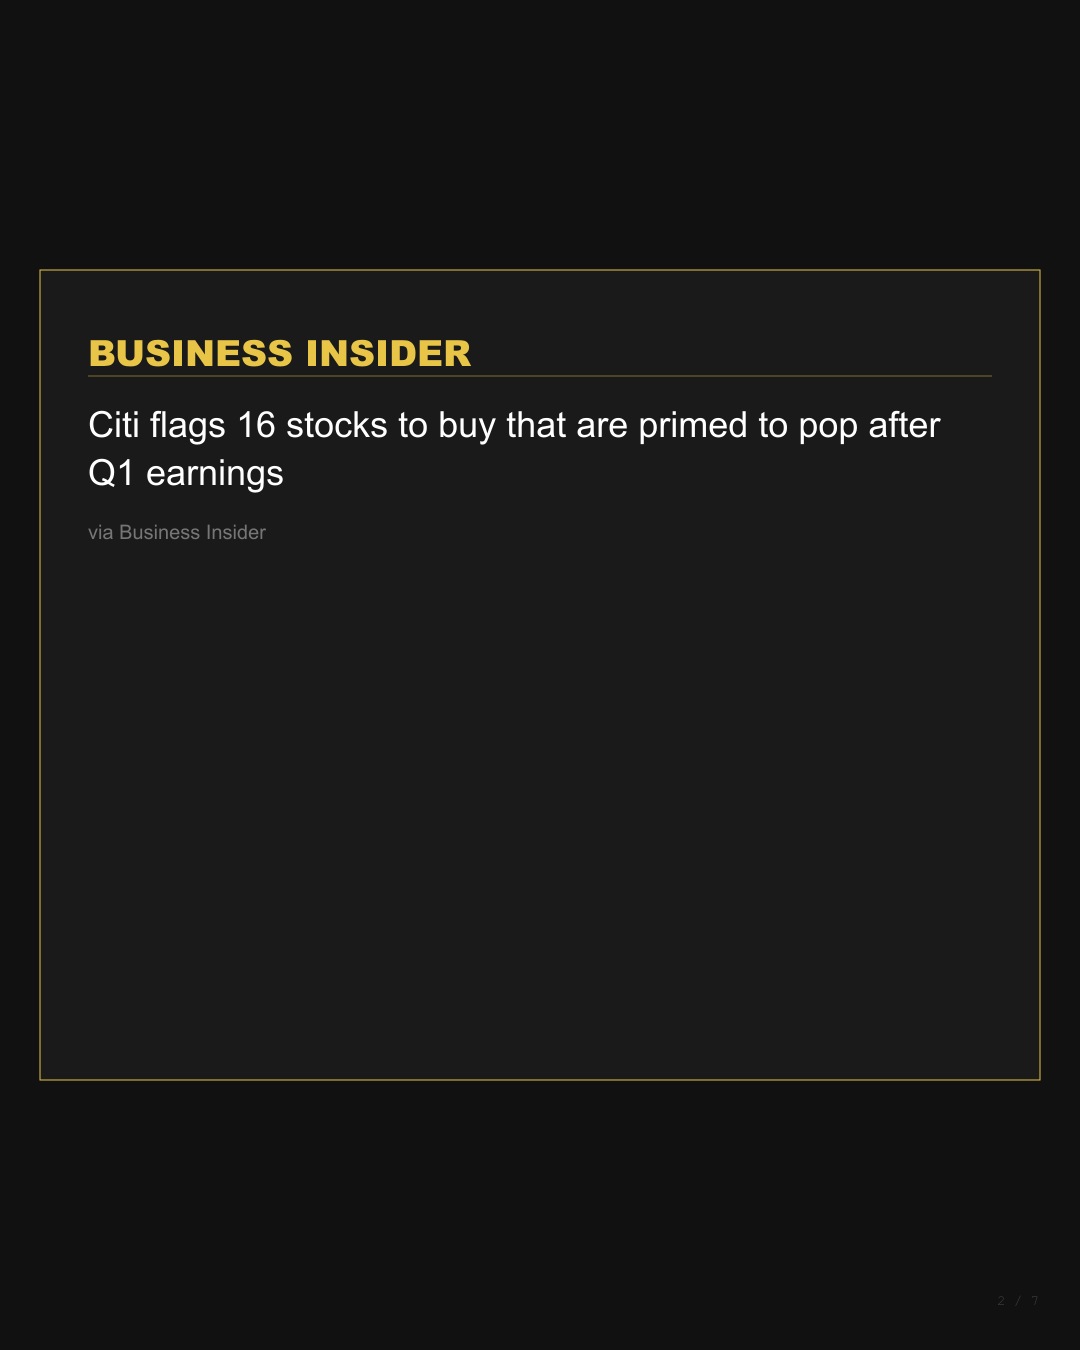 BUSINESS INSIDER
Citi flags 16 stocks to buy that are primed to pop after
Q1 earnings
via Business Insider
2 / 7